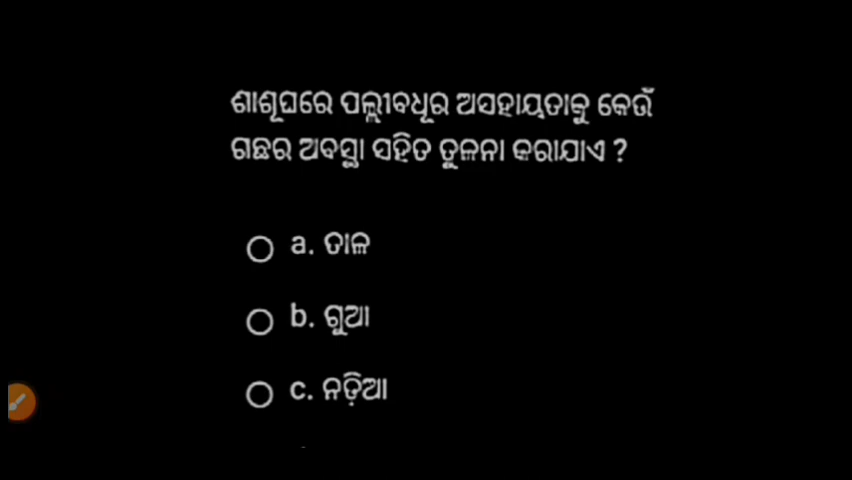 ଶାଶୂଘରେ ପଲ୍ଲୀବଧୂର ଅସହାୟତାକୁ କେଉଁ
ଗଛର ଅବସ୍ଥା ସହିତ ତୁଳନା କରାଯାଏ ?
a. ତାଳ
b. ଗୁଆ
c. ନଡ଼ିଆ